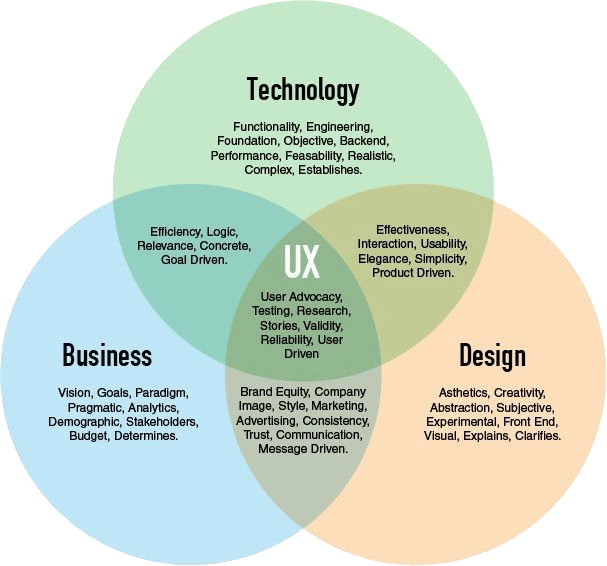 Technology
Functionality, Engineering,
Foundation, Objective, Backend,
Performance, Feasability, Realistic,
Complex, Establishes.
Efficiency, Logic,
Relevance, Concrete,
Goal Driven.
Effectiveness,
Interaction, Usability,
Elegance, Simplicity,
Product Driven.
UX
User Advocacy,
Testing, Research,
Stories, Validity,
Reliability, User
Driven
Business
Vision, Goals, Paradigm,
Pragmatic, Analytics,
Demographic, Stakeholders,
Budget, Determines.
Brand Equity, Company
Image, Style, Marketing,
Advertising, Consistency,
Trust, Communication,
Message Driven.
Design
Asthetics, Creativity,
Abstraction, Subjective,
Experimental, Front End,
Visual, Explains, Clarifies.